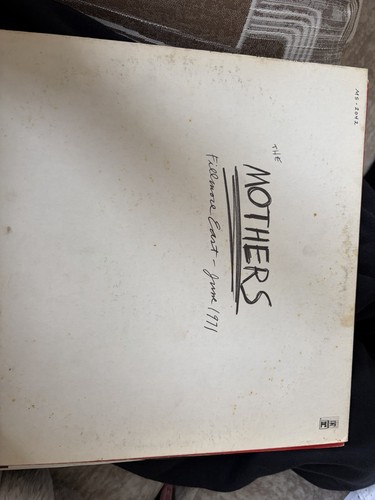 MS-2042
THE
MOTHERS
Fillmore East - June 1971